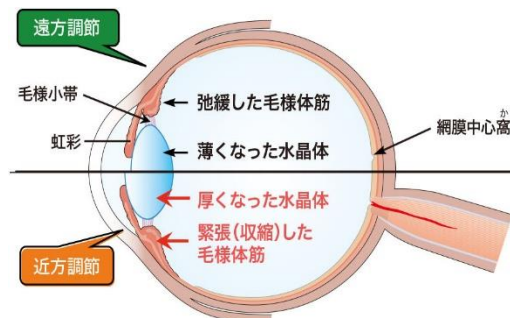 遠方調節
毛様小帯
虹彩
弛緩した毛様体筋
薄くなった水晶体
網膜中心窩
か
厚くなった水晶体
緊張(収縮)した
毛様体筋
近方調節